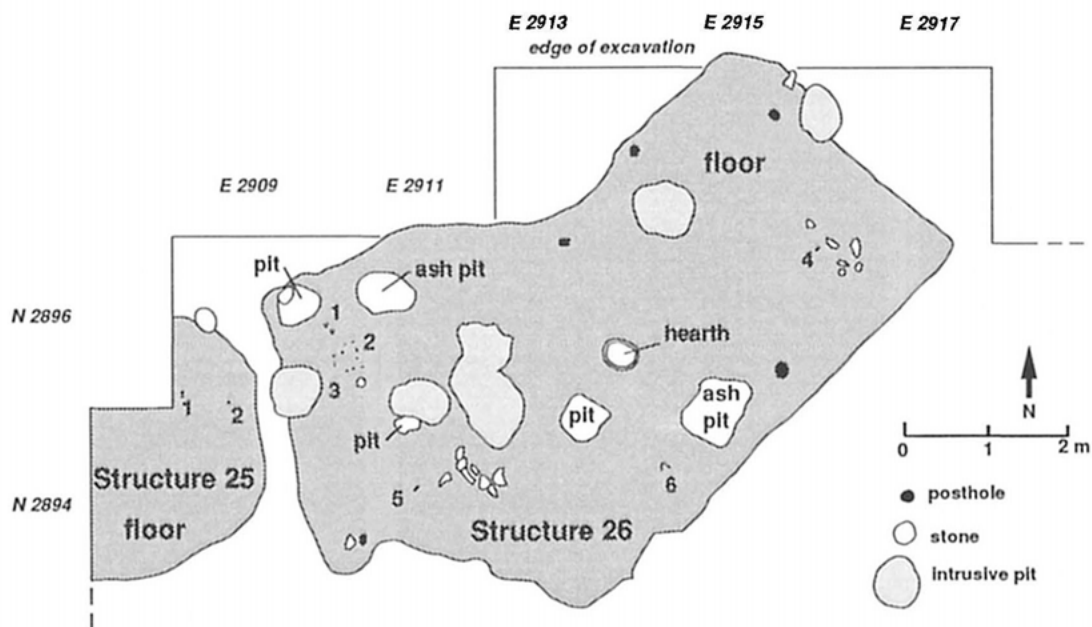 E 2913
E 2915
E 2917
edge of excavation
floor
E 2909
E 2911
pit
ash pit
4
N 2896
1
2
hearth
3
1
2
ash
pit
pit
pit
N
0
1
2 m
Structure 25
floor
N 2894
5
6
Structure 26
posthole
stone
intrusive pit